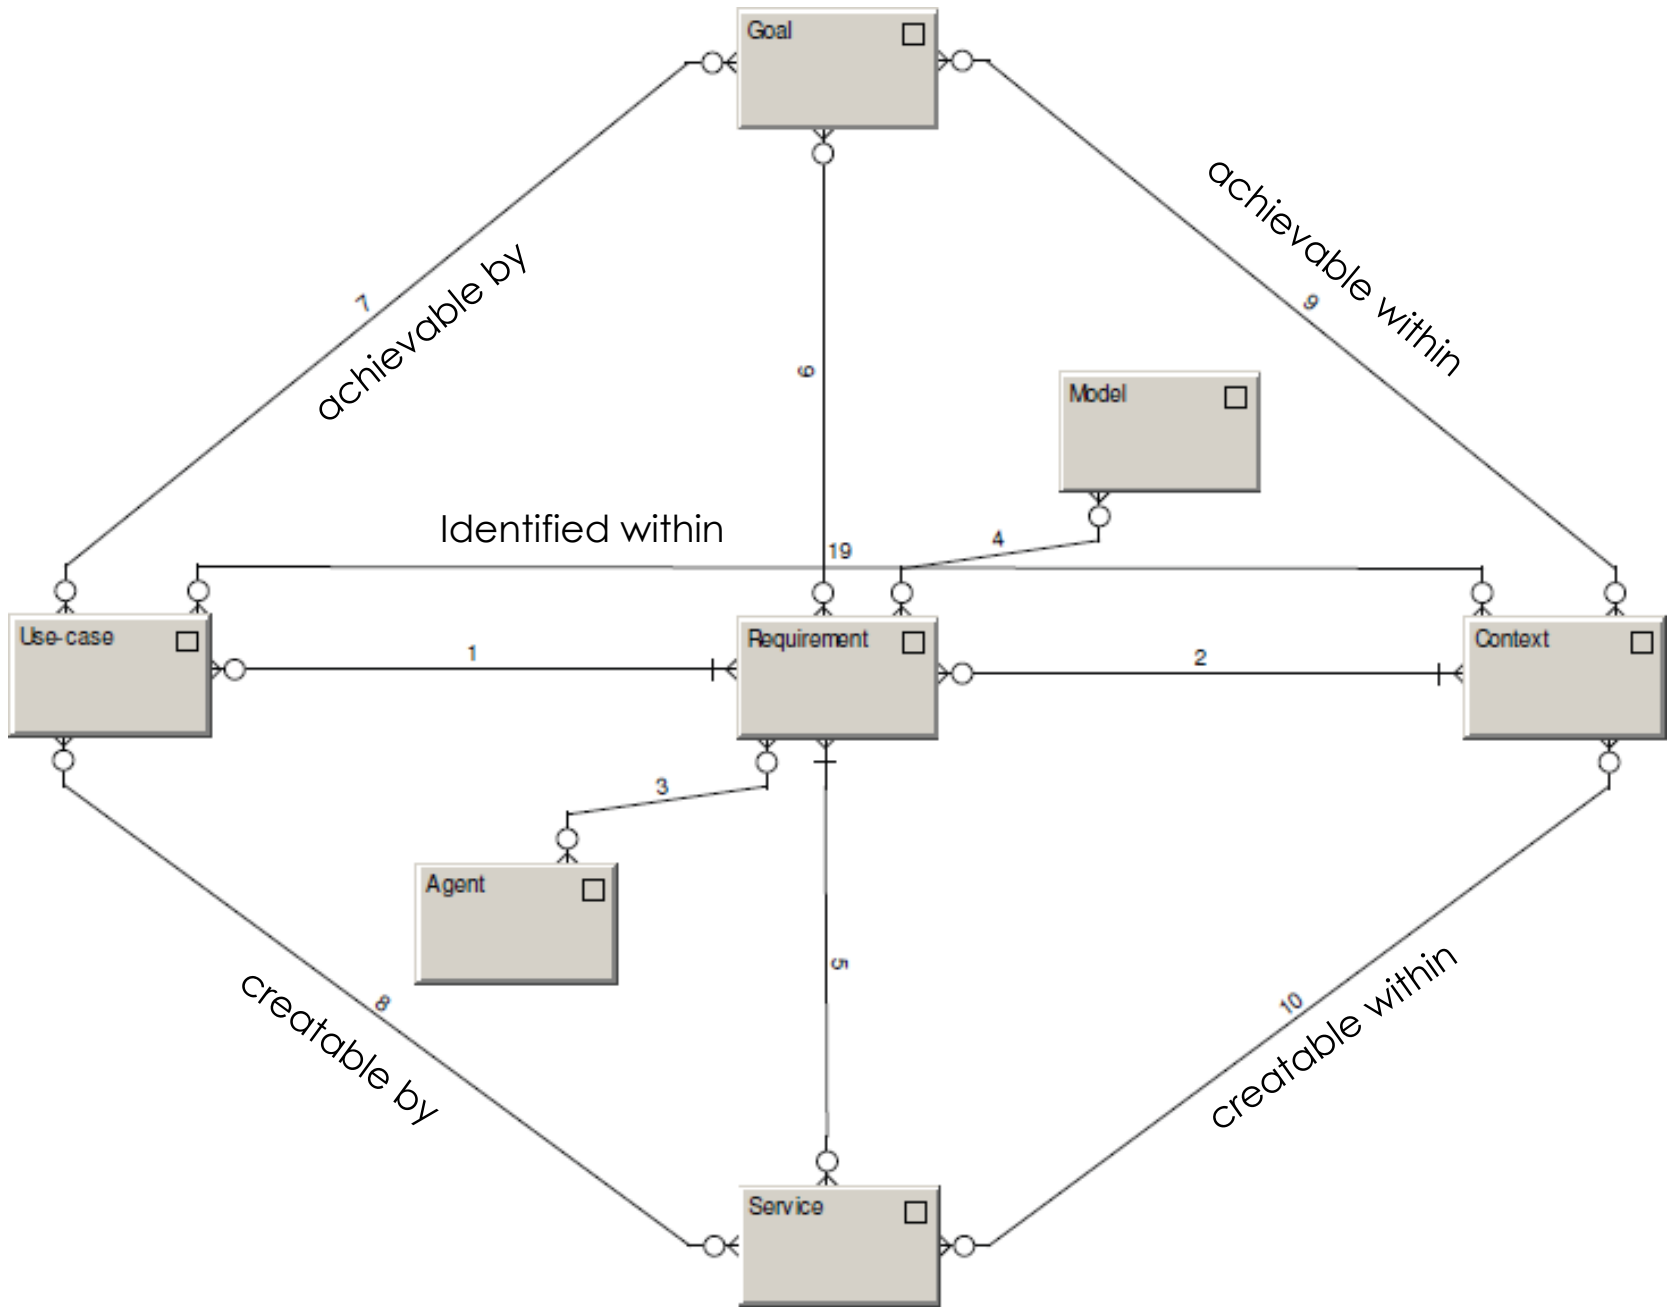 Goal
achievable by
7
achievable within
9
6
Model
Identified within
19
4
Use-case
1
Requirement
2
Context
3
Agent
5
8
creatable by
10
creatable within
Service